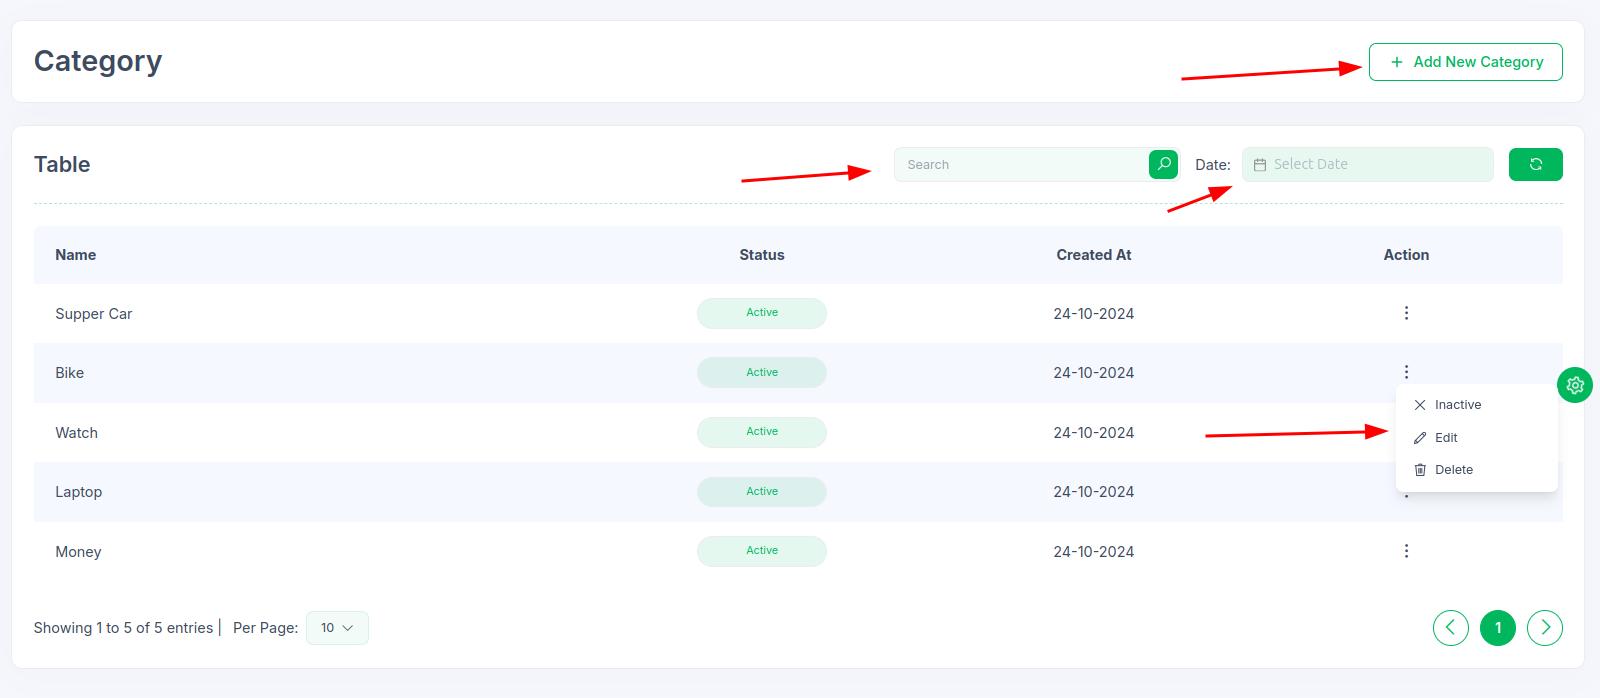 Category
+ Add New Category
Table
Search
Date:
Select Date
Name Status Created At Action
Supper Car Active 24-10-2024
Bike Active 24-10-2024
Inactive
Watch Active 24-10-2024
Edit
Delete
Laptop Active 24-10-2024
Money Active 24-10-2024
Showing 1 to 5 of 5 entries | Per Page: 10
1